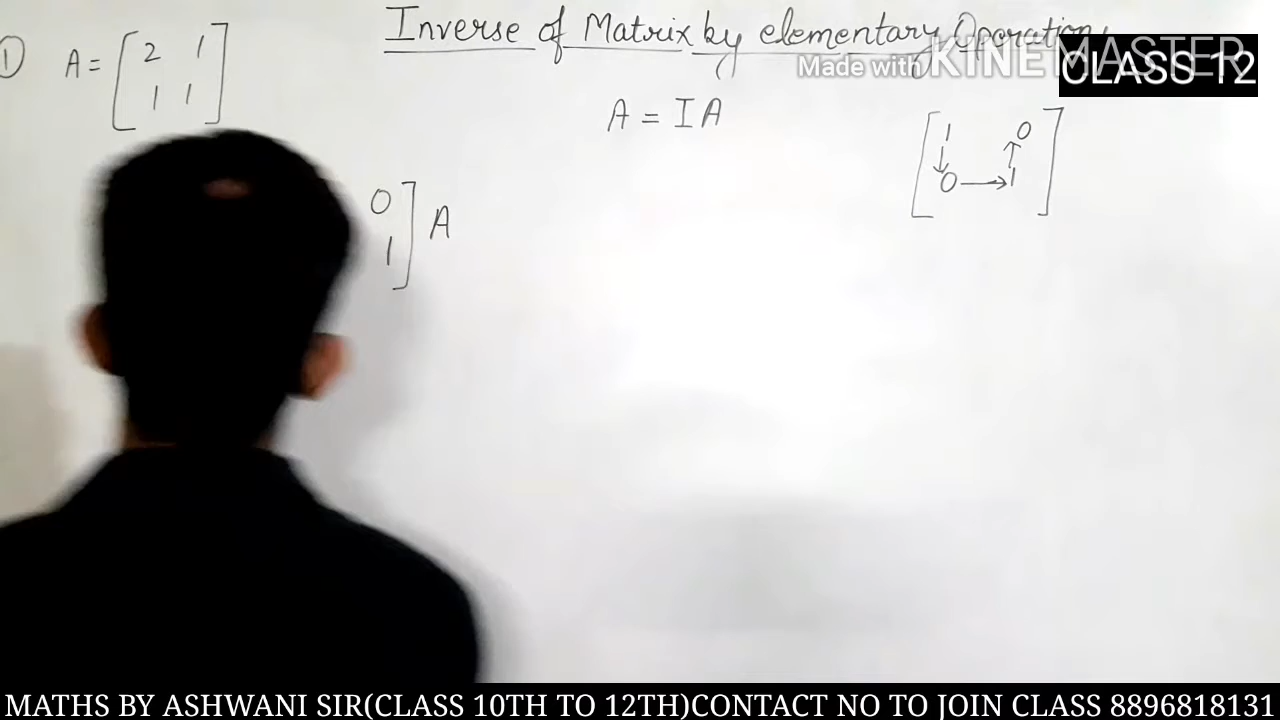 Inverse of Matrix by elementary Operation
Made with KINEMASTER
CLASS 12
① A = [ 2 1
1 1 ]
A = I A
1 0
0 → 1
0
1 ] A
MATHS BY ASHWANI SIR(CLASS 10TH TO 12TH)CONTACT NO TO JOIN CLASS 8896818131